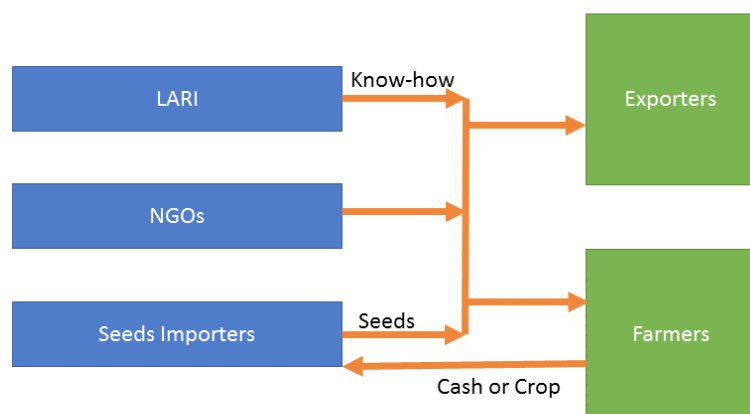 Know-how
LARI
Exporters
NGOs
Seeds
Seeds Importers
Farmers
Cash or Crop